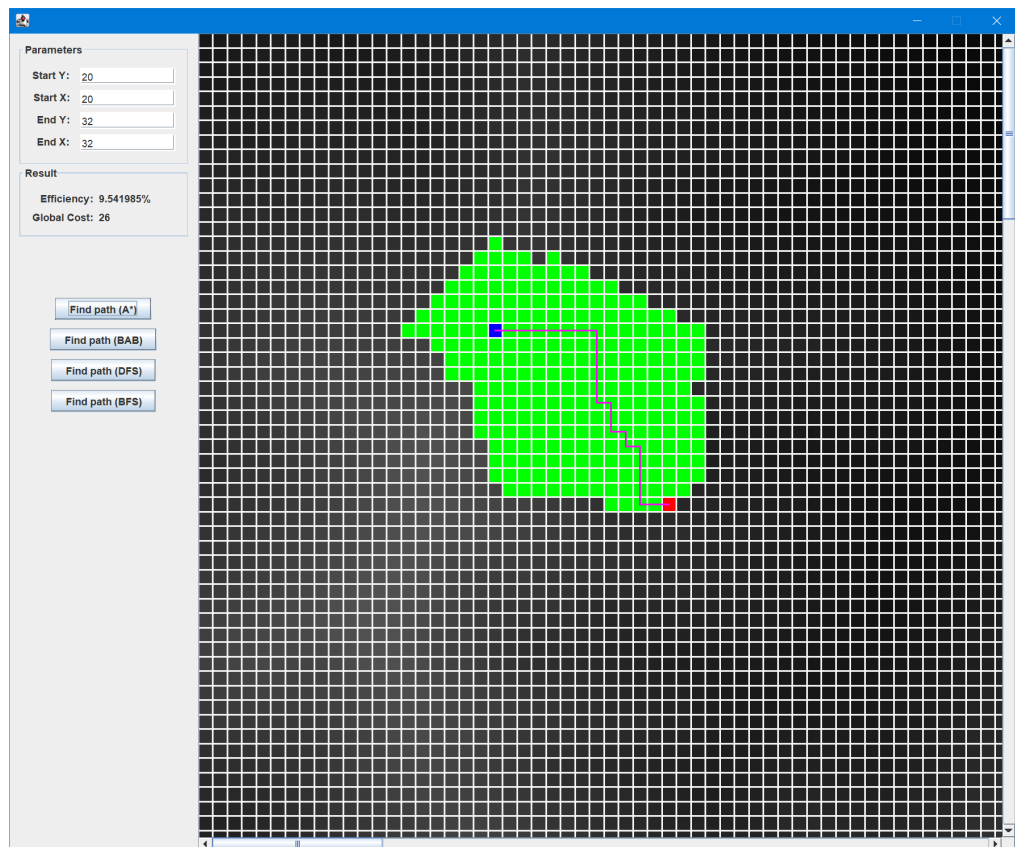 Parameters
Start Y: 20
Start X: 20
End Y: 32
End X: 32
Result
Efficiency: 9.541985%
Global Cost: 26
Find path (A*)
Find path (BAB)
Find path (DFS)
Find path (BFS)